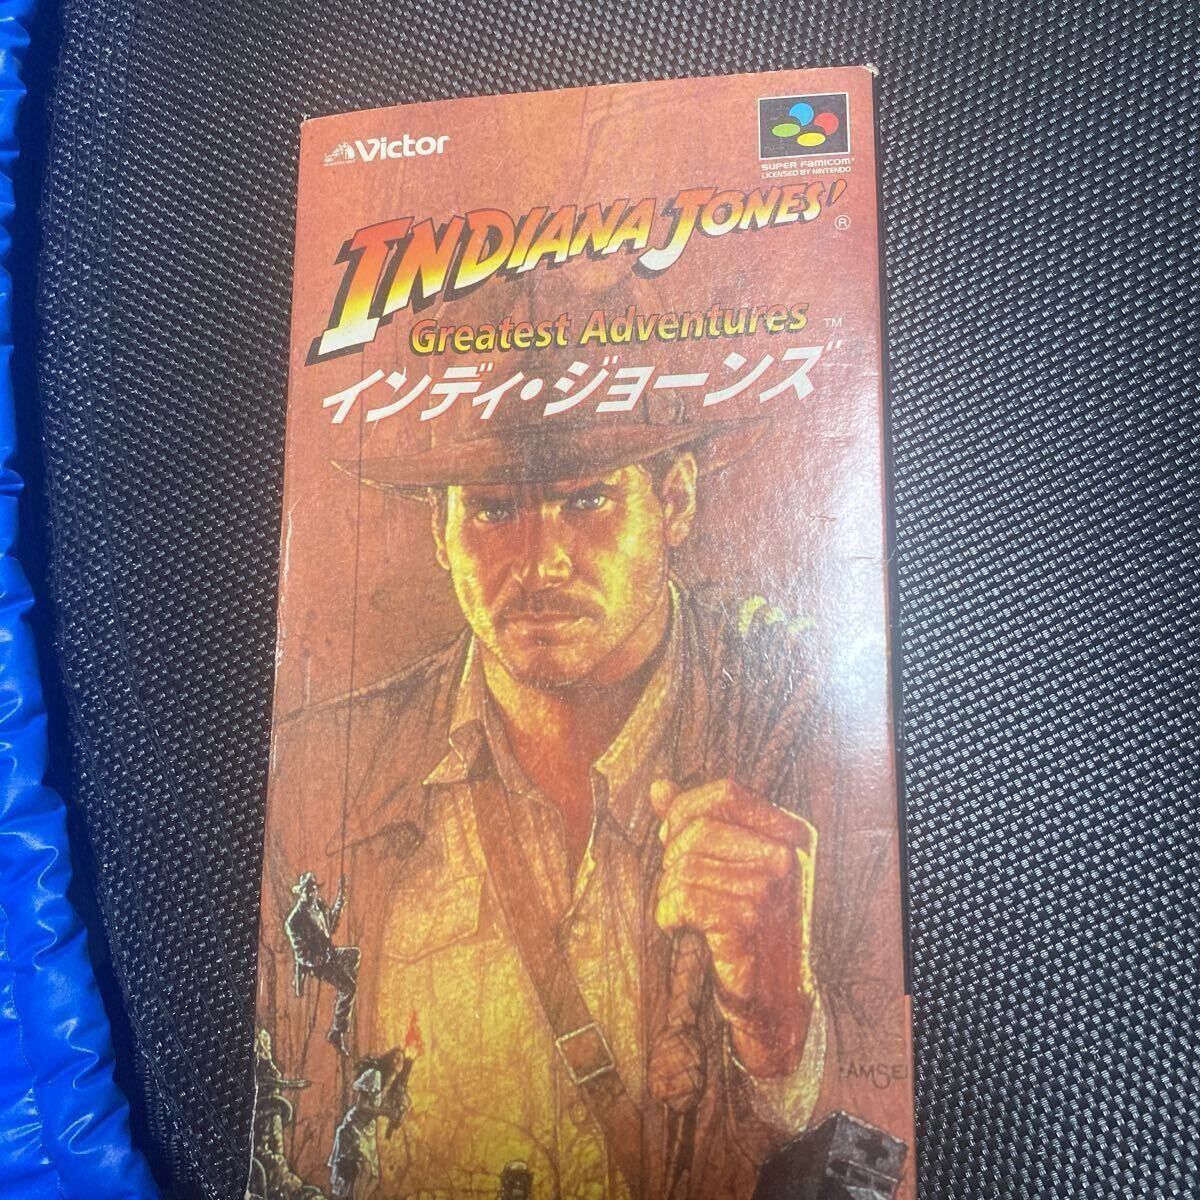 Victor
SUPER FAMICOM
LICENSED BY NINTENDO
INDIANA JONES' ®
Greatest Adventures ™
インディ・ジョーンズ
AMSEL